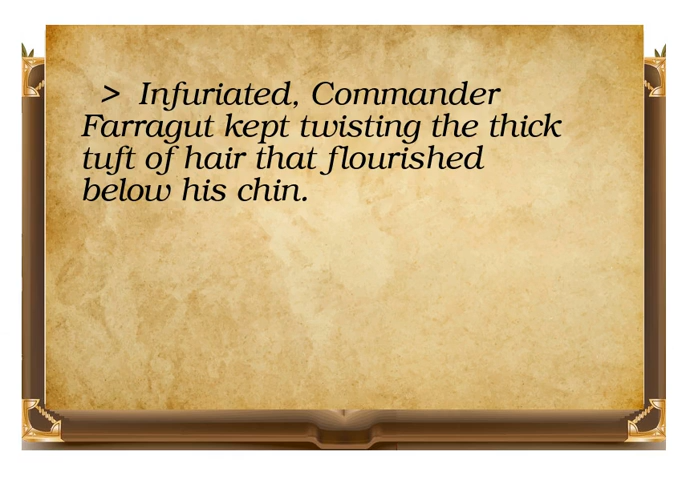 > Infuriated, Commander
Farragut kept twisting the thick
tuft of hair that flourished
below his chin.